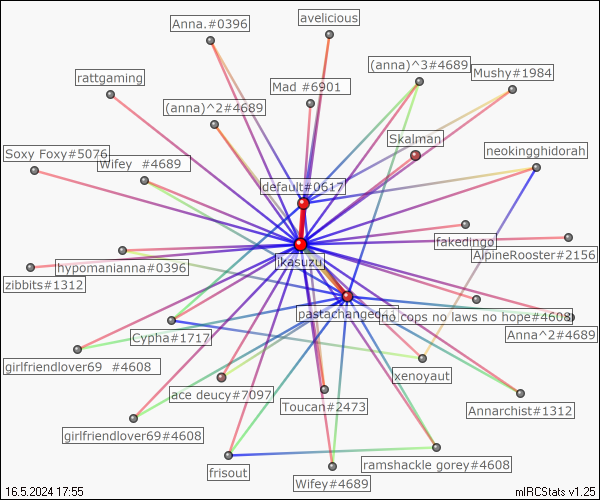 Anna.#0396
avelicious
(anna)^3#4689
rattgaming
Mushy#1984
Mad #6901
(anna)^2#4689
Skalman
neokingghidorah
Soxy Foxy#5076
Wifey #4689
default#0617
fakedingo
AlpineRooster#2156
ikasuzu
hypomanianna#0396
zibbits#1312
pastachanged41
no cops no laws no hope#4608
Anna^2#4689
Cypha#1717
girlfriendlover69 #4608
xenoyaut
ace deucy#7097
Toucan#2473
Annarchist#1312
girlfriendlover69#4608
ramshackle gorey#4608
frisout
Wifey#4689
16.5.2024 17:55
mIRCStats v1.25